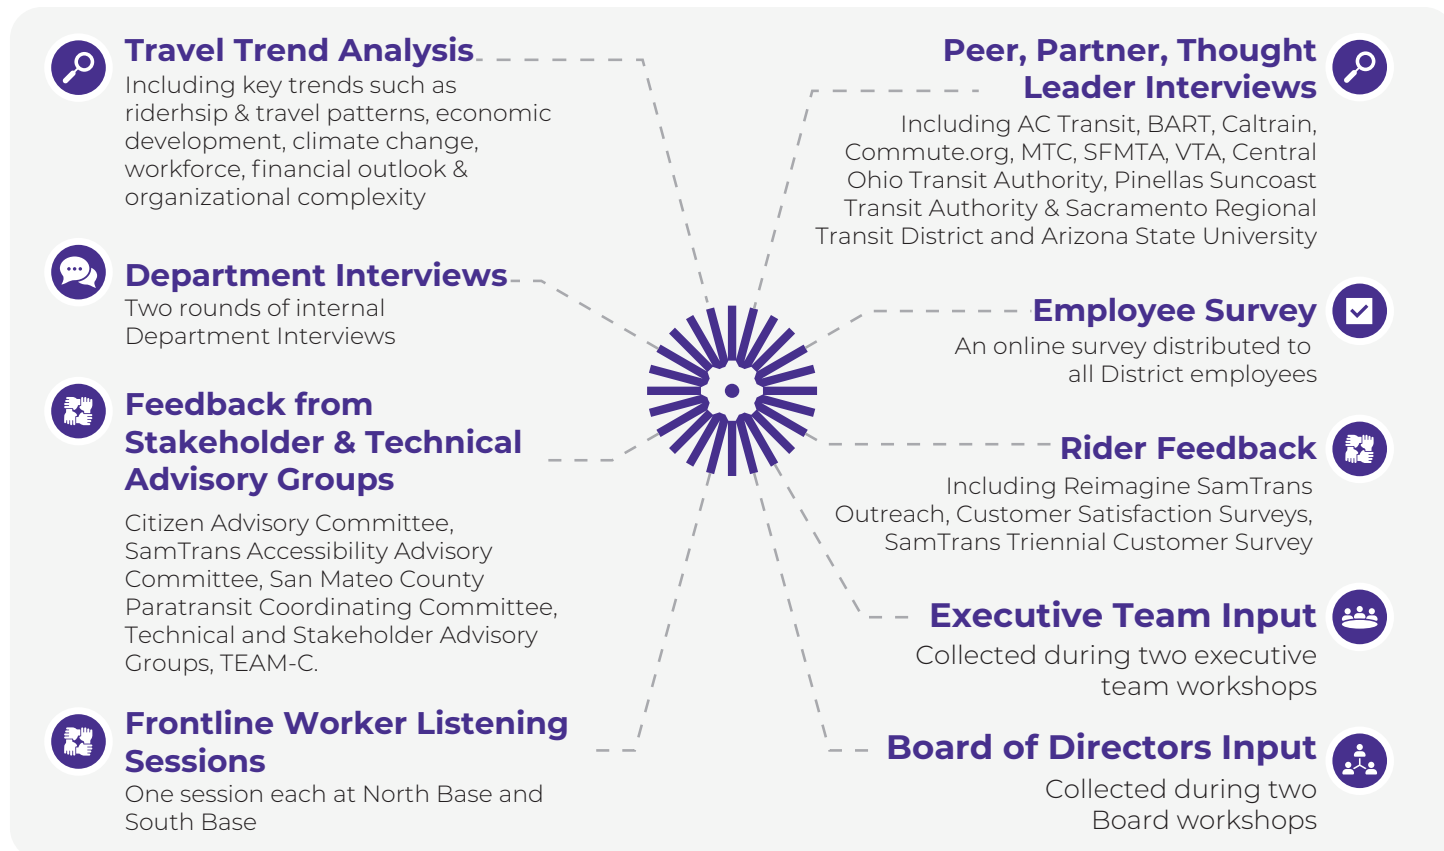 Travel Trend Analysis
Including key trends such as
riderhsip & travel patterns, economic
development, climate change,
workforce, financial outlook &
organizational complexity
Department Interviews
Two rounds of internal
Department Interviews
Feedback from
Stakeholder & Technical
Advisory Groups
Citizen Advisory Committee,
SamTrans Accessibility Advisory
Committee, San Mateo County
Paratransit Coordinating Committee,
Technical and Stakeholder Advisory
Groups, TEAM-C.
Frontline Worker Listening
Sessions
One session each at North Base and
South Base
Peer, Partner, Thought
Leader Interviews
Including AC Transit, BART, Caltrain,
Commute.org, MTC, SFMTA, VTA, Central
Ohio Transit Authority, Pinellas Suncoast
Transit Authority & Sacramento Regional
Transit District and Arizona State University
Employee Survey
An online survey distributed to
all District employees
Rider Feedback
Including Reimagine SamTrans
Outreach, Customer Satisfaction Surveys,
SamTrans Triennial Customer Survey
Executive Team Input
Collected during two executive
team workshops
Board of Directors Input
Collected during two
Board workshops